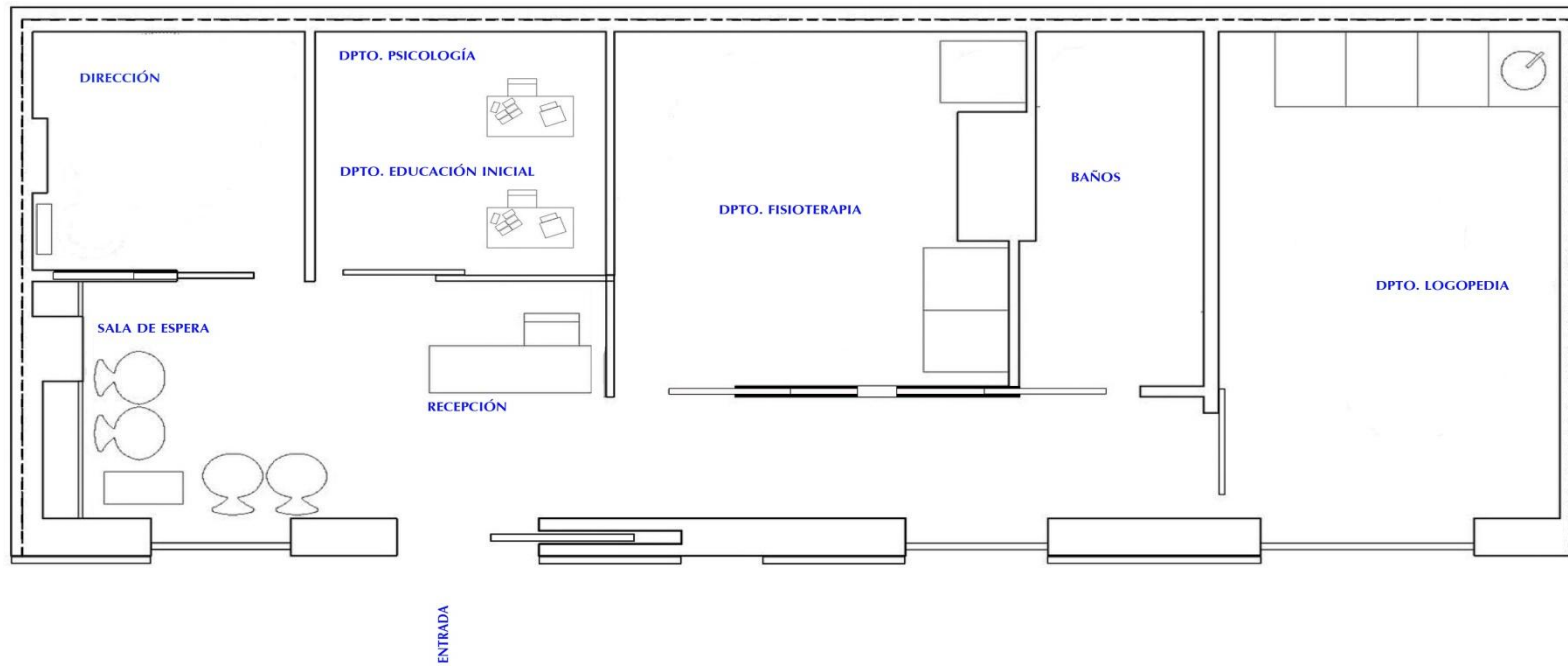 DIRECCIÓN
DPTO. PSICOLOGÍA
DPTO. EDUCACIÓN INICIAL
DPTO. FISIOTERAPIA
BAÑOS
DPTO. LOGOPEDIA
SALA DE ESPERA
RECEPCIÓN
ENTRADA